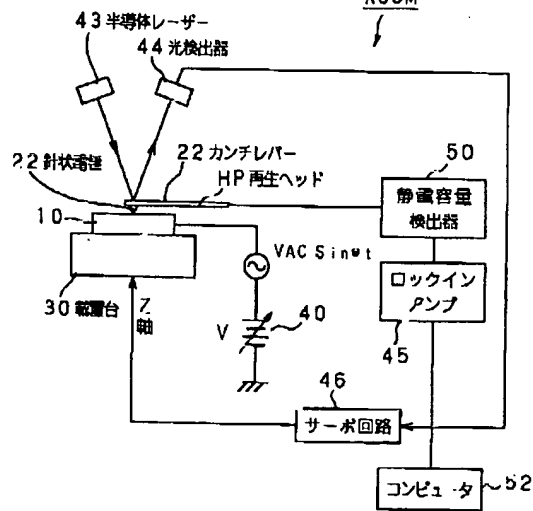 43 半導体レーザー
44 光検出器
22 針状電極
22 カンチレバー
HP 再生ヘッド
10
50
静電容量
検出器
VAC Sinωt
ロックイン
アンプ
45
30 載置台
Z軸
V
40
46
サーボ回路
コンピュータ
52